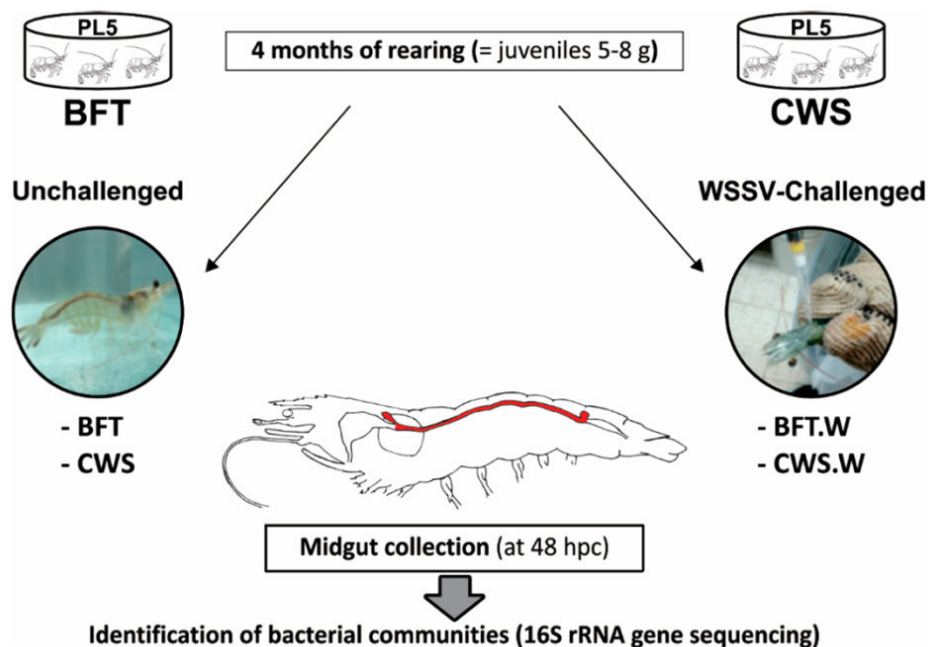 PL5
BFT
4 months of rearing (= juveniles 5-8 g)
PL5
CWS
Unchallenged
- BFT
- CWS
WSSV-Challenged
- BFT.W
- CWS.W
Midgut collection (at 48 hpc)
Identification of bacterial communities (16S rRNA gene sequencing)